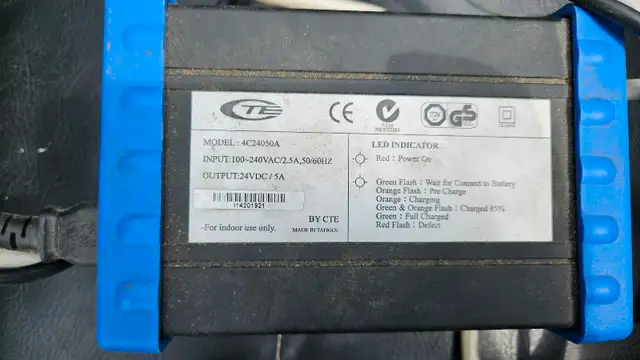 CTE
MODEL: 4C24050A
INPUT:100~240VAC/2.5A,50/60HZ
OUTPUT:24VDC / 5A
114201921
BY CTE
For indoor use only.
MADE IN TAIWAN
CE
GS
LED INDICATOR
Red : Power On
Green Flash : Wait for Connect to Battery
Orange Flash : Pre Charge
Orange : Charging
Green & Orange Flash : Charged 85%
Green : Full Charged
Red Flash : Defect